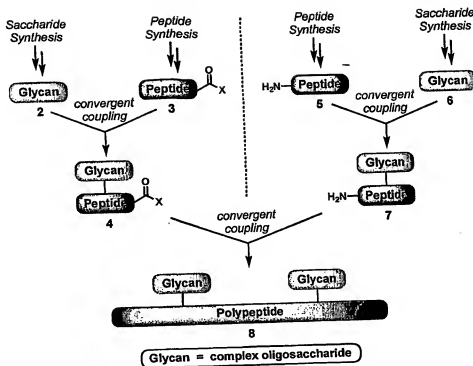 Saccharide
Synthesis
Peptide
Synthesis
Peptide
Synthesis
Saccharide
Synthesis
Glycan
2
Peptide
3
O
X
H₂N
Peptide
5
Glycan
6
convergent
coupling
convergent
coupling
Glycan
Peptide
4
O
X
Glycan
H₂N
Peptide
7
convergent
coupling
Glycan
Glycan
Polypeptide
8
Glycan = complex oligosaccharide